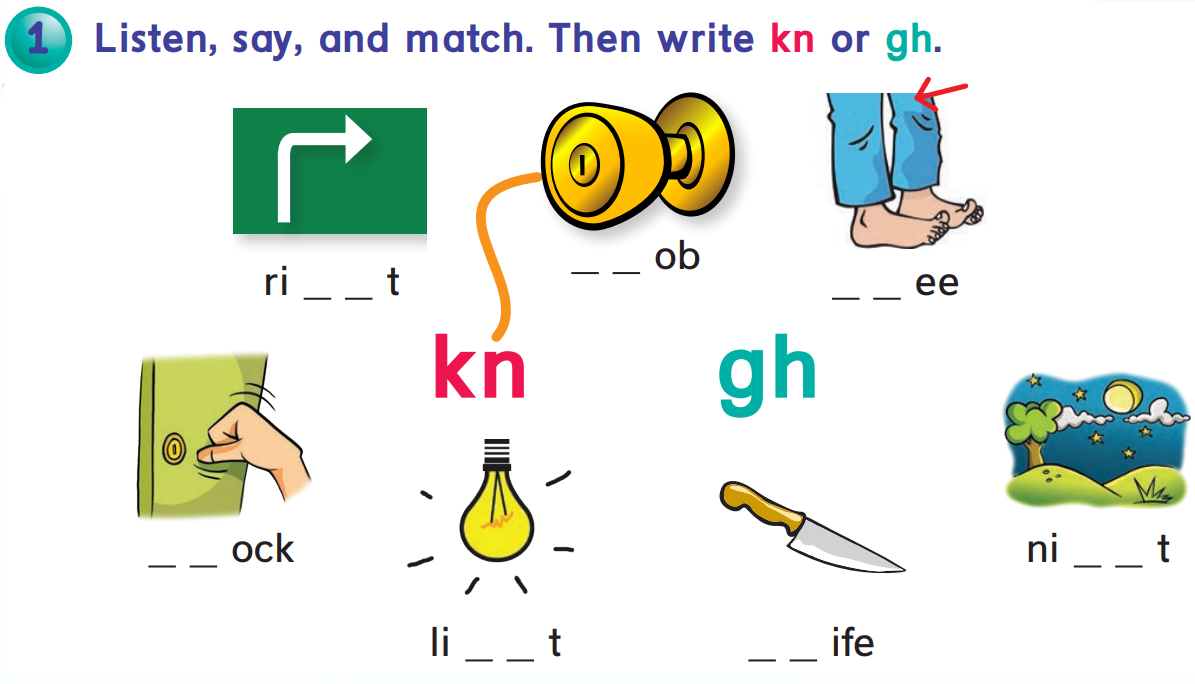 1 Listen, say, and match. Then write kn or gh.
ri _ _ t
_ _ ob
_ _ ee
kn
gh
_ _ ock
li _ _ t
_ _ ife
ni _ _ t